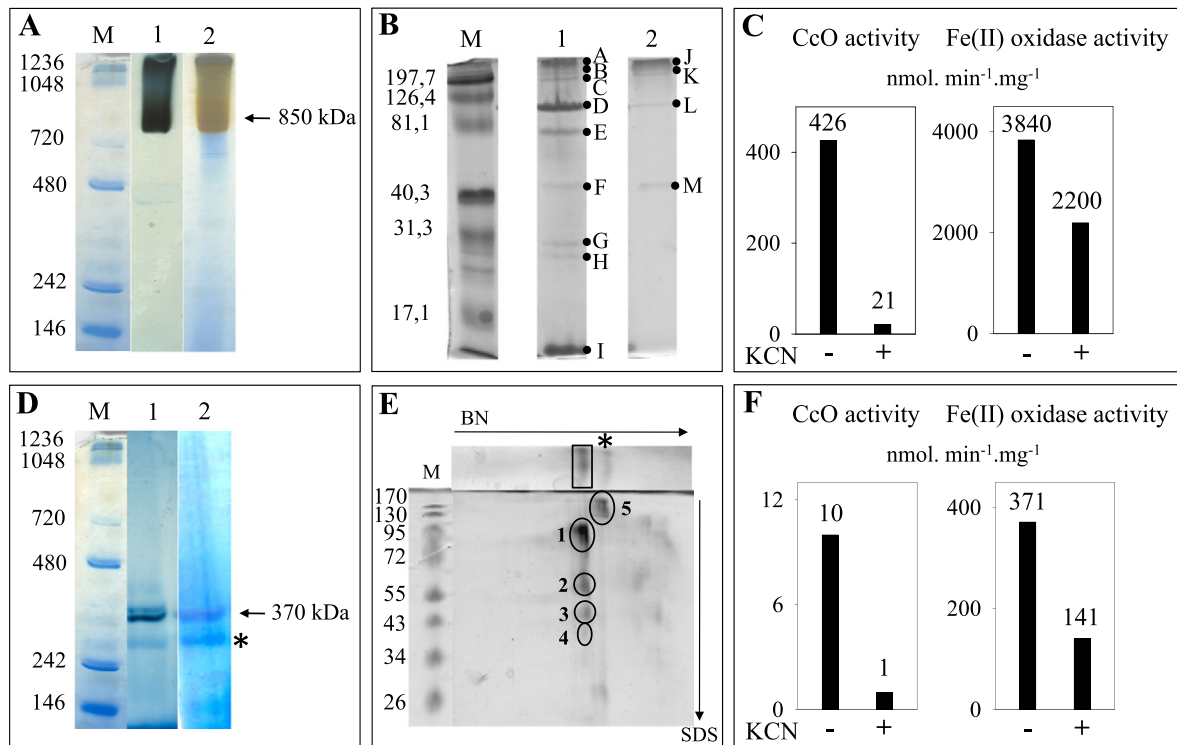 A
M 1 2
1236
1048
720
480
242
146
850 kDa
B
M 1 2
197,7
126,4
81,1
40,3
31,3
17,1
A
B
C
D
E
F
G
H
I
J
K
L
M
C
CcO activity Fe(II) oxidase activity
nmol. min-1.mg-1
426
400
200
0
21
KCN - +
3840
4000
2200
2000
0
- +
D
M 1 2
1236
1048
720
480
242
146
370 kDa
*
E
BN
*
M
170
130
95
72
55
43
34
26
1
2
3
4
5
SDS
F
CcO activity Fe(II) oxidase activity
nmol. min-1.mg-1
12
10
6
1
0
KCN - +
400
371
200
141
0
- +